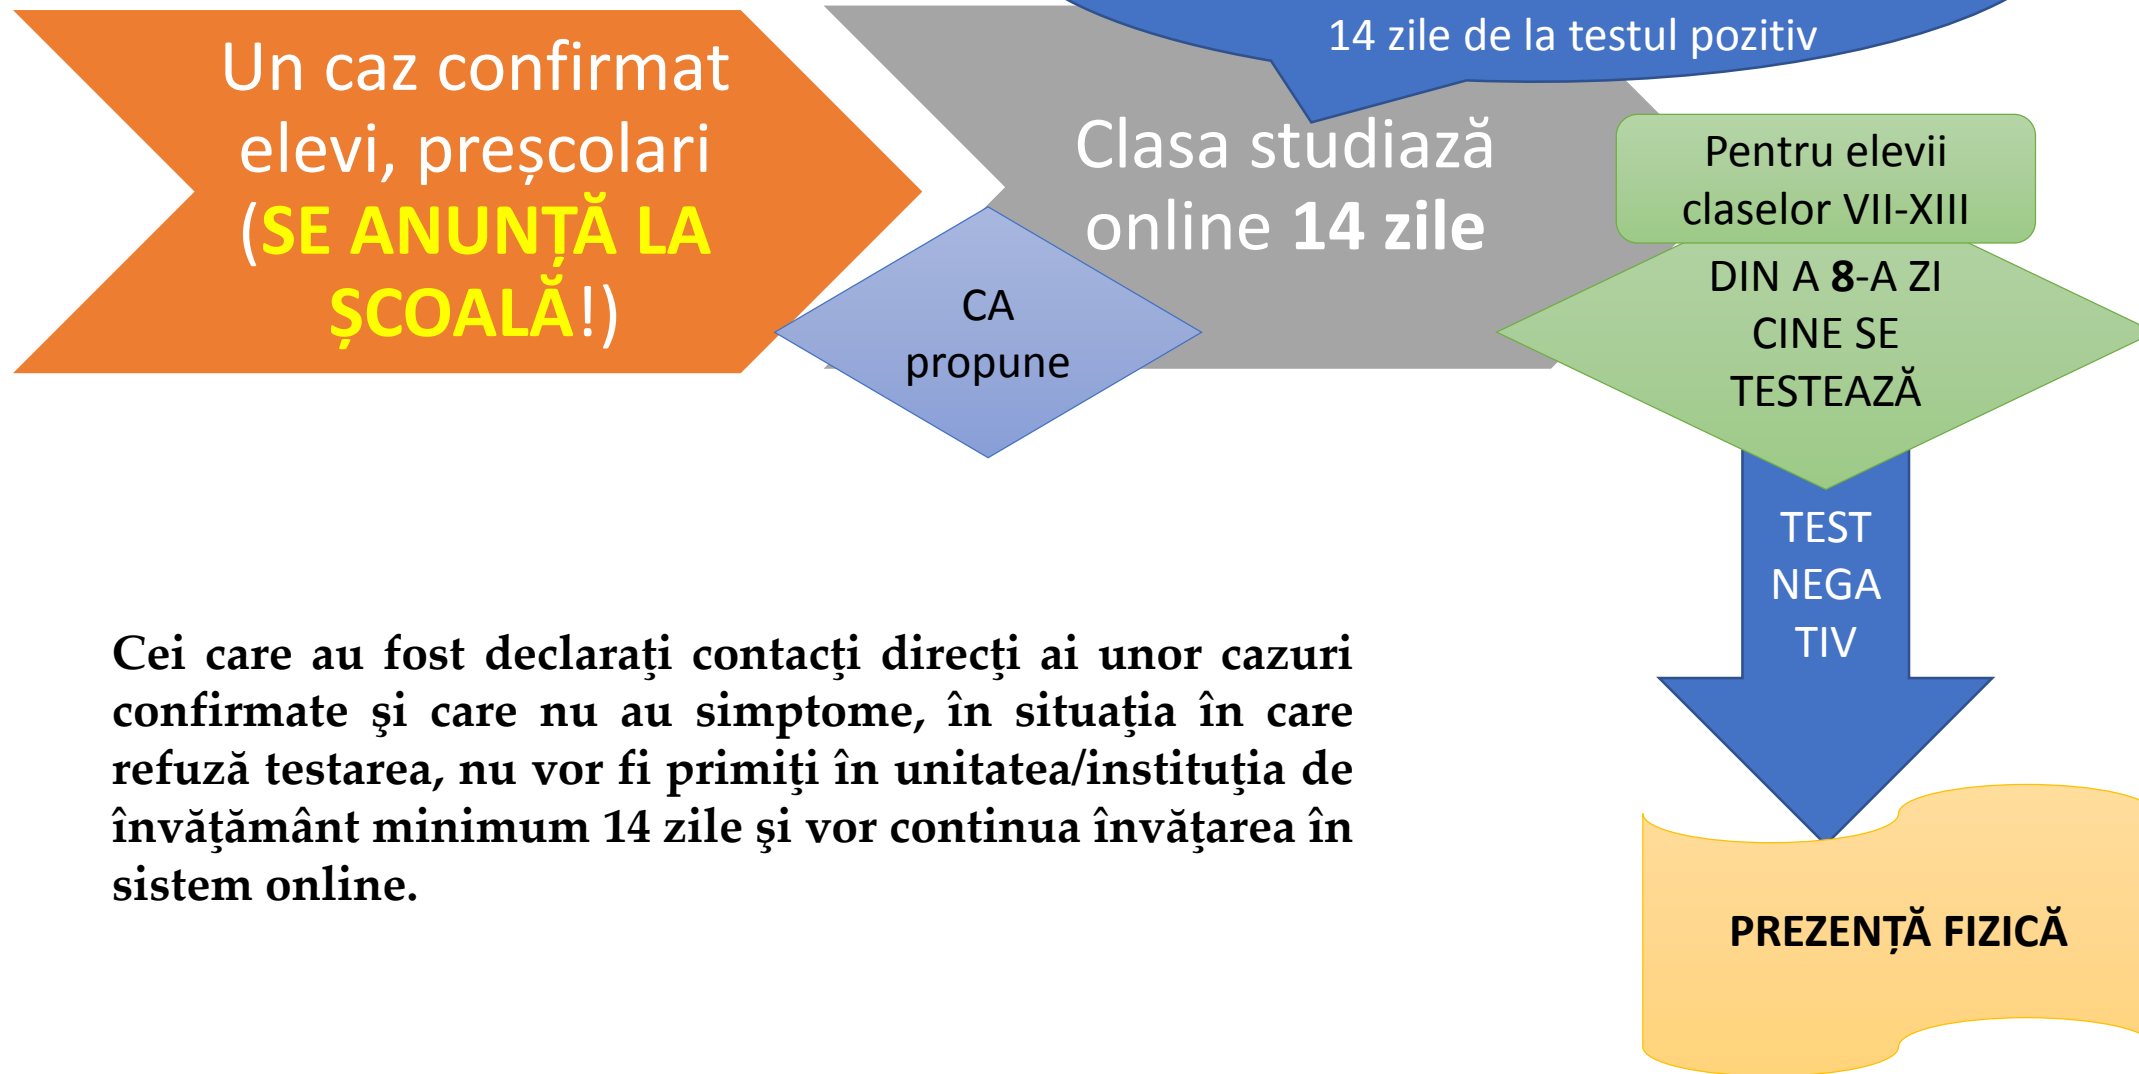 Un caz confirmat
elevi, preșcolari
(SE ANUNȚĂ LA
ȘCOALĂ!)
14 zile de la testul pozitiv
Clasa studiază
online 14 zile
CA
propune
Pentru elevii
claselor VII-XIII
DIN A 8-A ZI
CINE SE
TESTEAZĂ
TEST
NEGA
TIV
Cei care au fost declaraţi contacţi direcţi ai unor cazuri
confirmate şi care nu au simptome, în situaţia în care
refuză testarea, nu vor fi primiţi în unitatea/instituţia de
învăţământ minimum 14 zile şi vor continua învăţarea în
sistem online.
PREZENȚĂ FIZICĂ